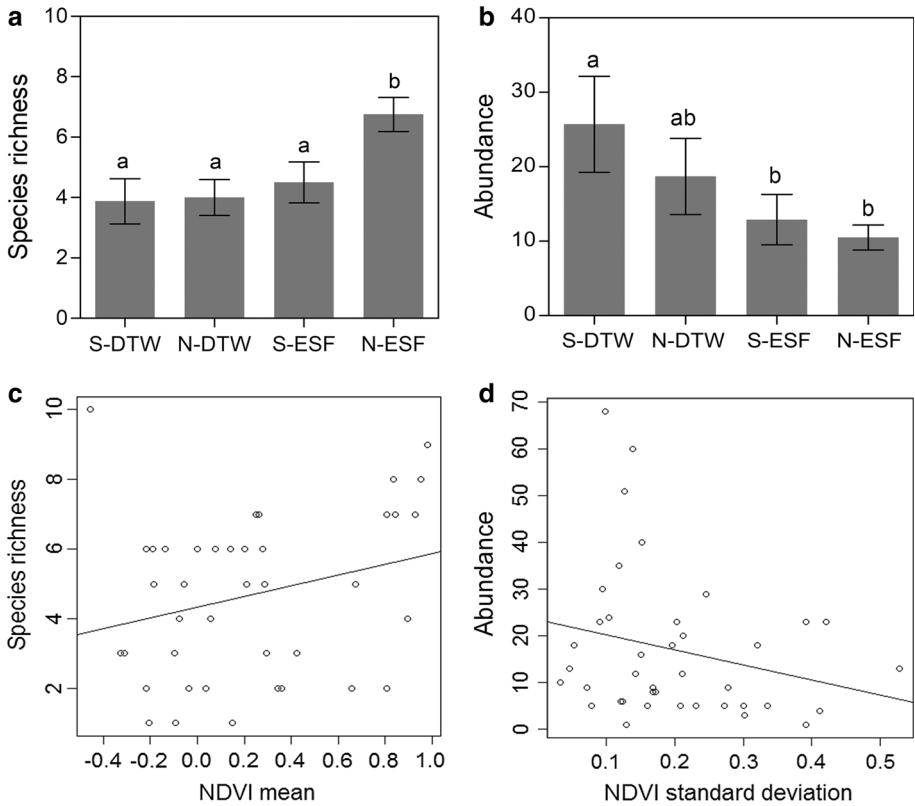 a
10
8
6
4
2
0
Species richness
a
a
a
b
S-DTW N-DTW S-ESF N-ESF
b
40
30
20
10
0
Abundance
a
ab
b
b
S-DTW N-DTW S-ESF N-ESF
c
10
8
6
4
2
Species richness
-0.4 -0.2 0.0 0.2 0.4 0.6 0.8 1.0
NDVI mean
d
70
60
50
40
30
20
10
0
Abundance
0.1 0.2 0.3 0.4 0.5
NDVI standard deviation